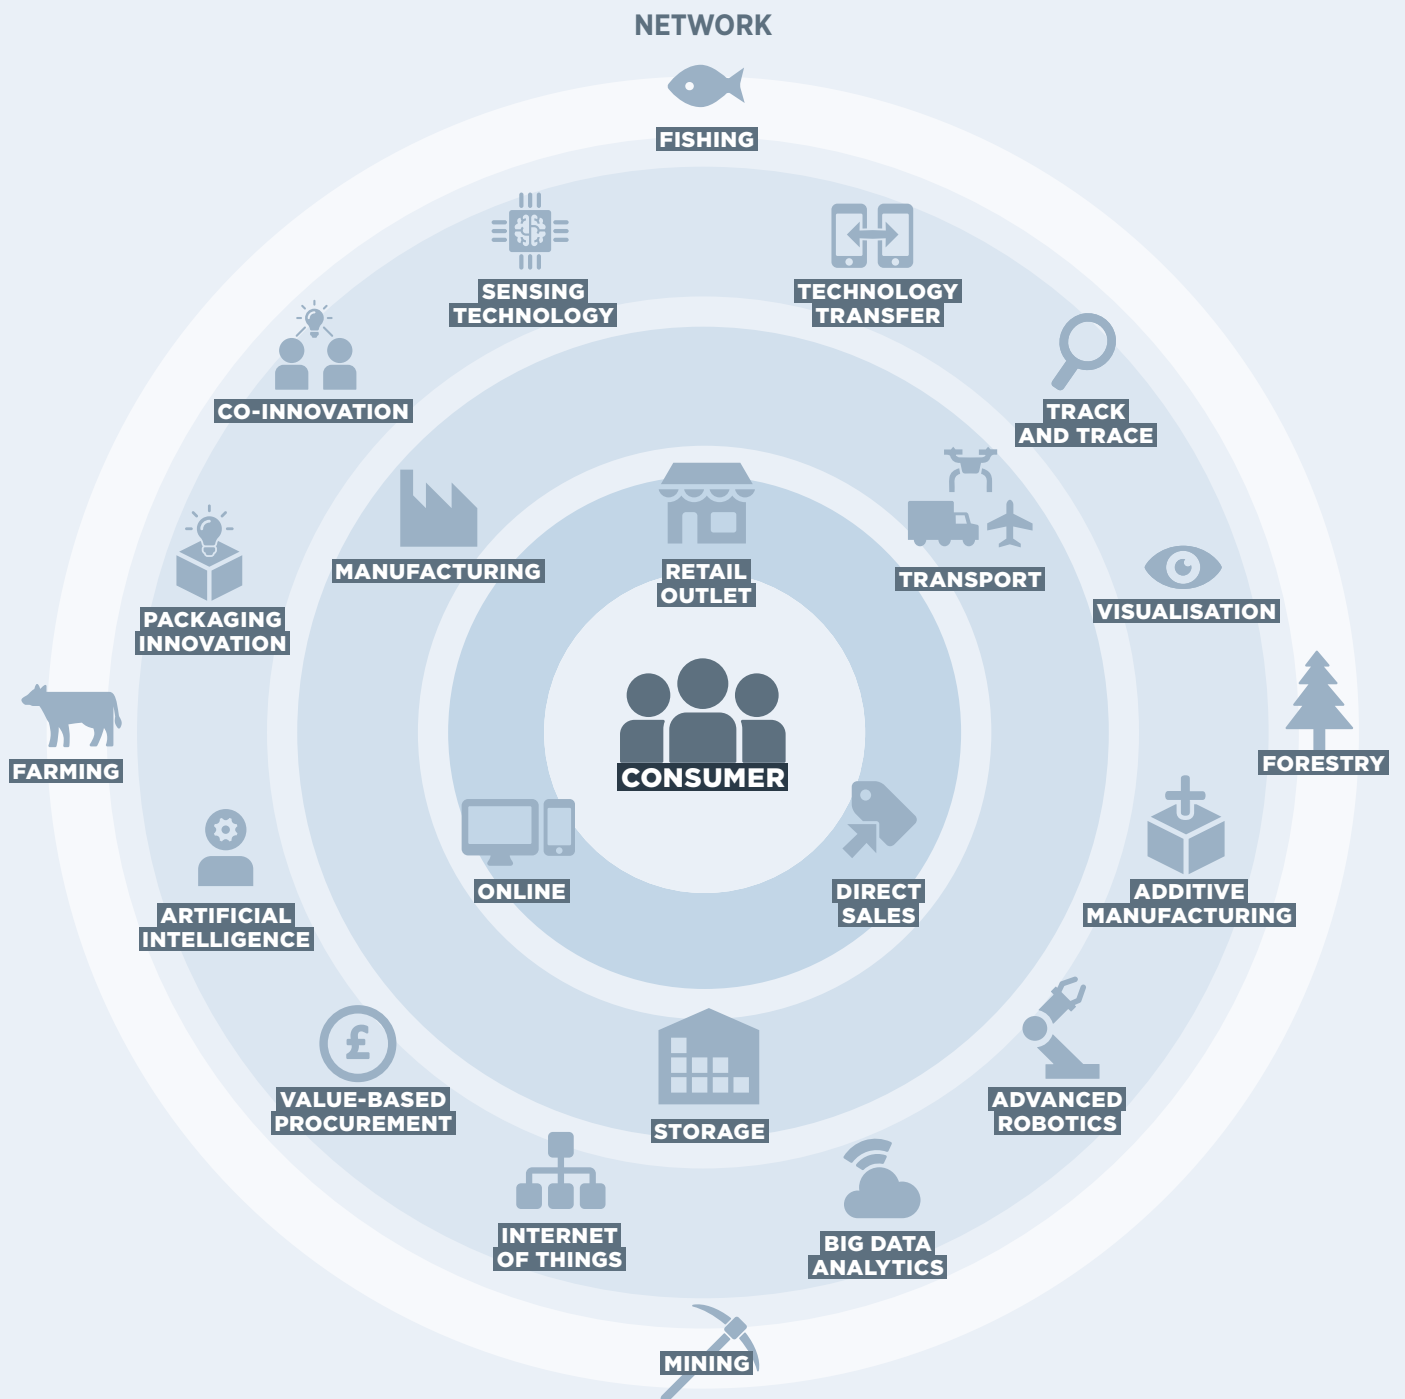 NETWORK
FISHING
SENSING
TECHNOLOGY
TECHNOLOGY
TRANSFER
CO-INNOVATION
TRACK
AND TRACE
MANUFACTURING
RETAIL
OUTLET
TRANSPORT
PACKAGING
INNOVATION
VISUALISATION
FARMING
CONSUMER
FORESTRY
ONLINE
DIRECT
SALES
ARTIFICIAL
INTELLIGENCE
ADDITIVE
MANUFACTURING
£
VALUE-BASED
PROCUREMENT
STORAGE
ADVANCED
ROBOTICS
INTERNET
OF THINGS
BIG DATA
ANALYTICS
MINING